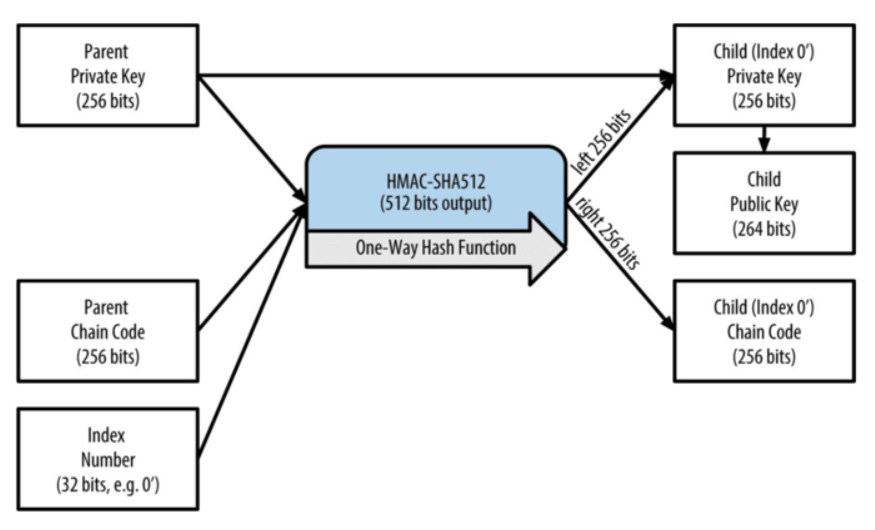 Parent
Private Key
(256 bits)
Child (Index 0′)
Private Key
(256 bits)
left 256 bits
HMAC-SHA512
(512 bits output)
One-Way Hash Function
right 256 bits
Child
Public Key
(264 bits)
Parent
Chain Code
(256 bits)
Child (Index 0′)
Chain Code
(256 bits)
Index
Number
(32 bits, e.g. 0′)